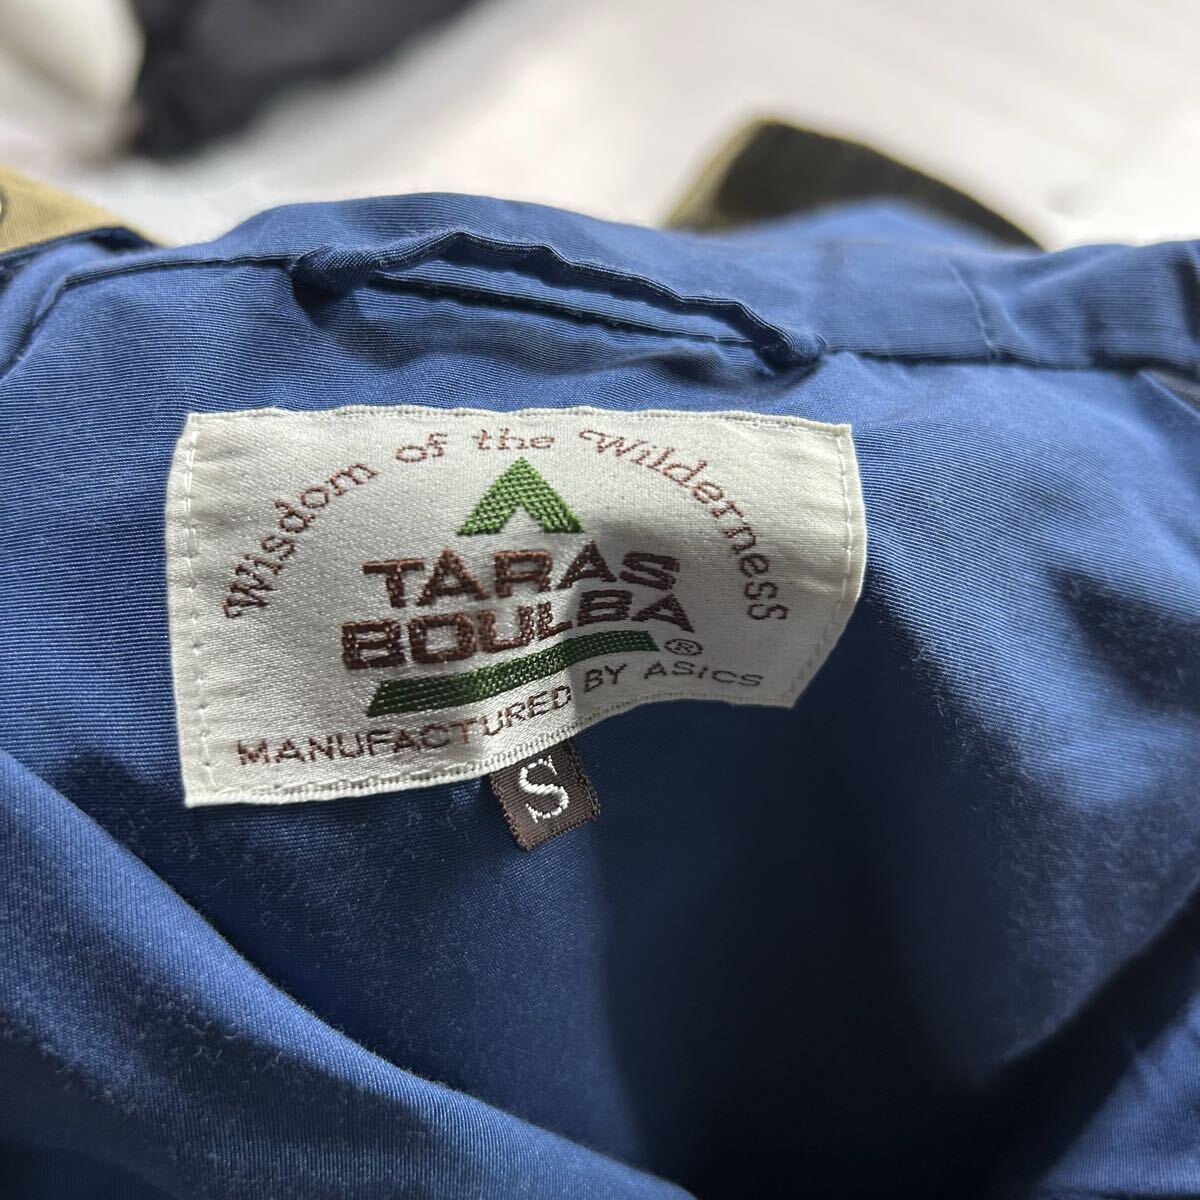 Wisdom of the Wilderness
TARAS
BOULBA®
MANUFACTURED BY ASICS
S